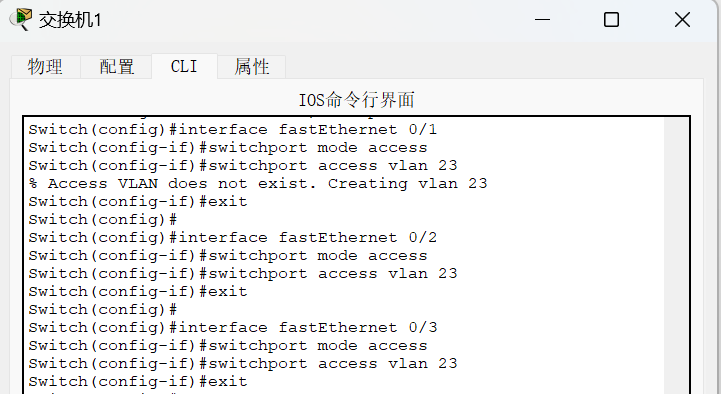 交换机1
物理 配置 CLI 属性
IOS命令行界面
Switch(config)#interface fastEthernet 0/1
Switch(config-if)#switchport mode access
Switch(config-if)#switchport access vlan 23
% Access VLAN does not exist. Creating vlan 23
Switch(config-if)#exit
Switch(config)#
Switch(config)#interface fastEthernet 0/2
Switch(config-if)#switchport mode access
Switch(config-if)#switchport access vlan 23
Switch(config-if)#exit
Switch(config)#
Switch(config)#interface fastEthernet 0/3
Switch(config-if)#switchport mode access
Switch(config-if)#switchport access vlan 23
Switch(config-if)#exit